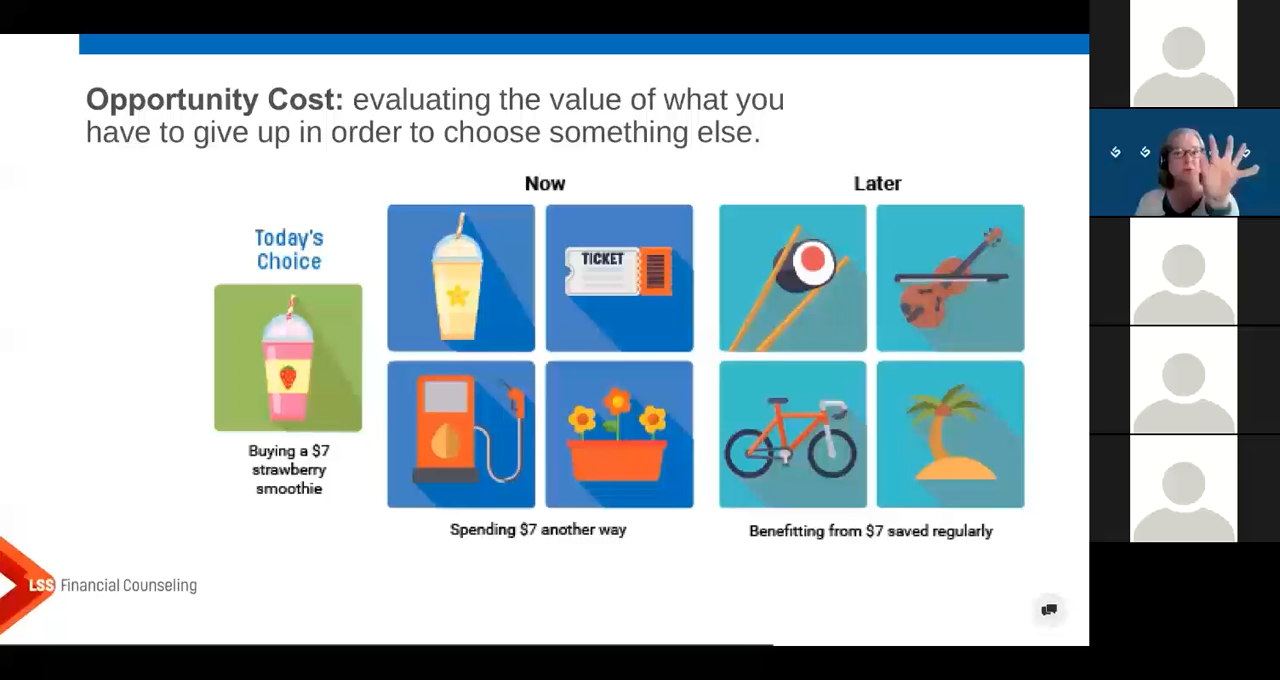 Opportunity Cost: evaluating the value of what you
have to give up in order to choose something else.
Now
Later
Today's
Choice
TICKET
Buying a $7
strawberry
smoothie
Spending $7 another way
Benefitting from $7 saved regularly
LSS Financial Counseling